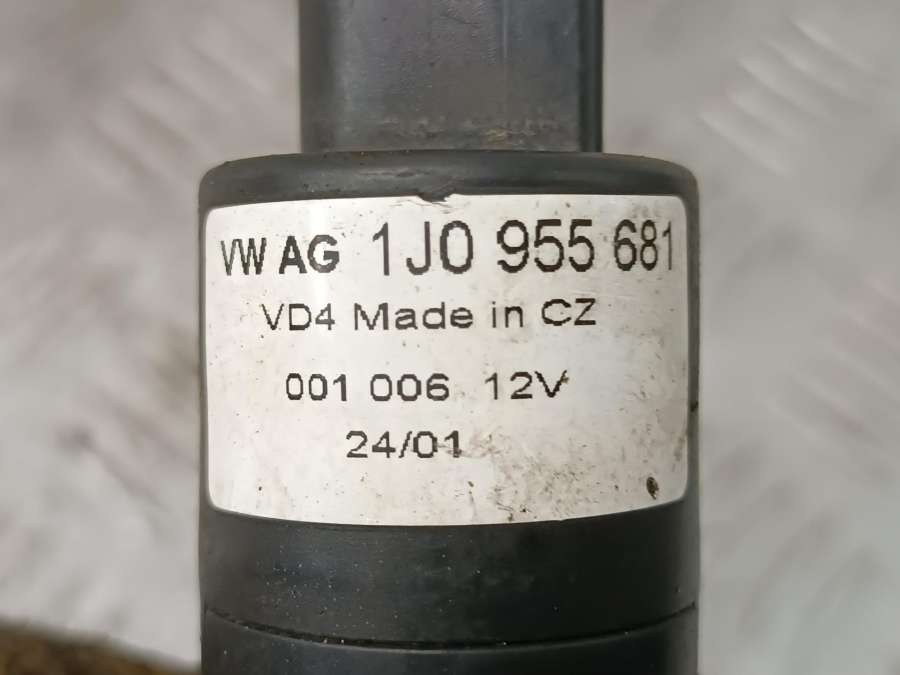 VW AG 1J0 955 681
VD4 Made in CZ
001 006 12V
24/01